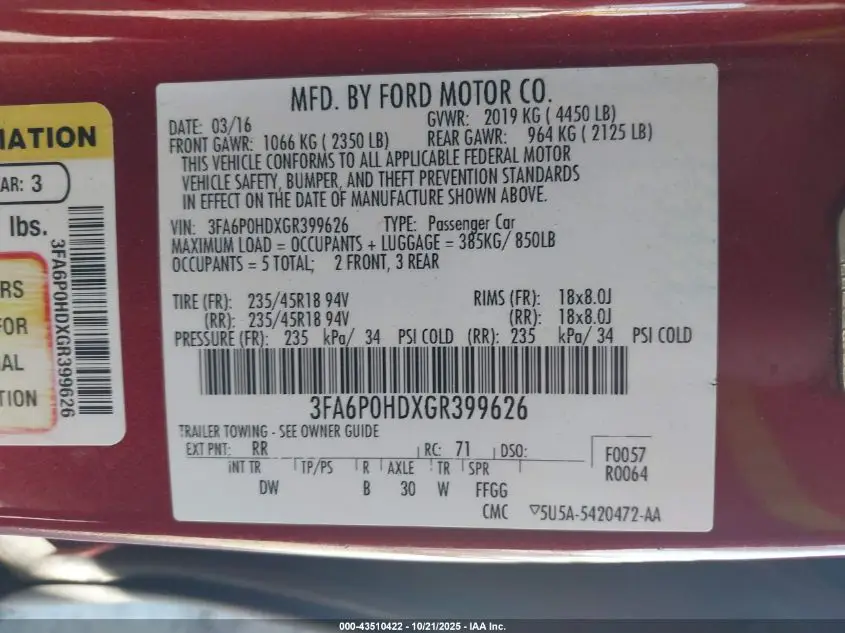 MFD. BY FORD MOTOR CO.
DATE: 03/16
GVWR: 2019 KG ( 4450 LB)
FRONT GAWR: 1066 KG ( 2350 LB)
REAR GAWR: 964 KG ( 2125 LB)
THIS VEHICLE CONFORMS TO ALL APPLICABLE FEDERAL MOTOR
VEHICLE SAFETY, BUMPER, AND THEFT PREVENTION STANDARDS
IN EFFECT ON THE DATE OF MANUFACTURE SHOWN ABOVE.
VIN: 3FA6P0HDXGR399626 TYPE: Passenger Car
MAXIMUM LOAD = OCCUPANTS + LUGGAGE = 385KG/ 850LB
OCCUPANTS = 5 TOTAL; 2 FRONT, 3 REAR
TIRE (FR): 235/45R18 94V RIMS (FR): 18x8.0J
(RR): 235/45R18 94V (RR): 18x8.0J
PRESSURE (FR): 235 kPa/ 34 PSI COLD (RR): 235 kPa/ 34 PSI COLD
3FA6P0HDXGR399626
TRAILER TOWING - SEE OWNER GUIDE
EXT PNT: RR RC: 71 DSO:
F0057
R0064
INT TR TP/PS R AXLE TR SPR
DW B 30 W FFGG
CMC ▽5U5A-5420472-AA
IATION
AR: 3
lbs.
RS
FOR
AL
TION
3FA6P0HDXGR399626
000-43510422 - 10/21/2025 - IAA Inc.